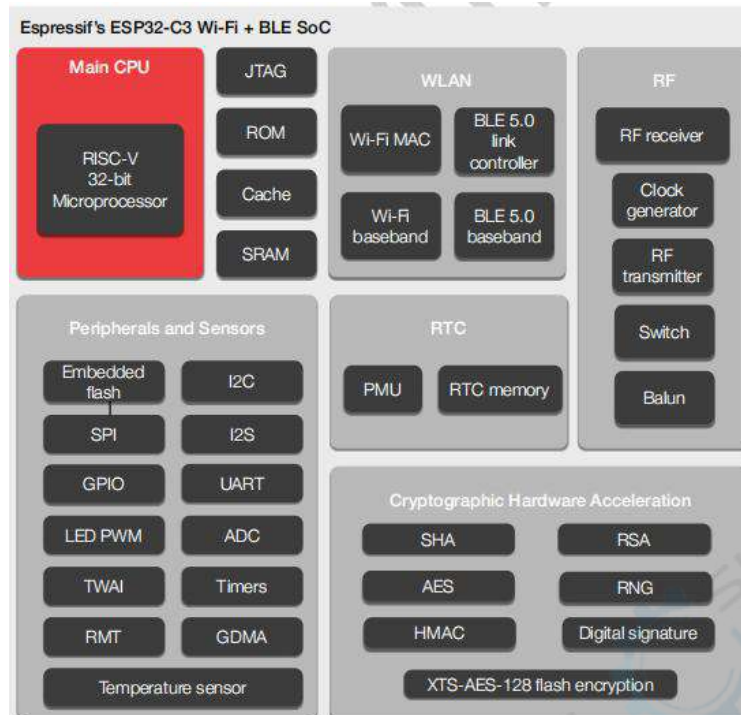 Espressif's ESP32-C3 Wi-Fi + BLE SoC
Main CPU
RISC-V
32-bit
Microprocessor
JTAG
ROM
Cache
SRAM
WLAN
Wi-Fi MAC
BLE 5.0
link
controller
Wi-Fi
baseband
BLE 5.0
baseband
RF
RF receiver
Clock
generator
RF
transmitter
Switch
Balun
Peripherals and Sensors
Embedded
flash
I2C
SPI
I2S
GPIO
UART
LED PWM
ADC
TWAI
Timers
RMT
GDMA
Temperature sensor
RTC
PMU
RTC memory
Cryptographic Hardware Acceleration
SHA
RSA
AES
RNG
HMAC
Digital signature
XTS-AES-128 flash encryption